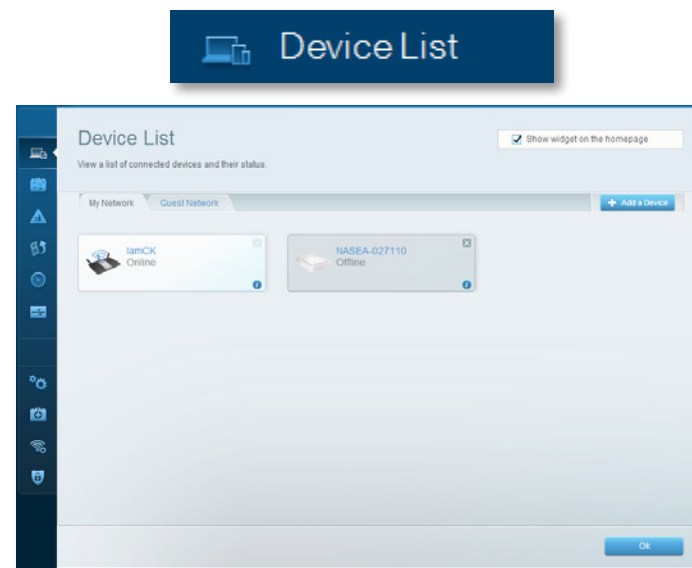 Device List
Device List
Show widget on the homepage
View a list of connected devices and their status.
My Network Guest Network + Add a Device
IamCK NASEA-027110
Online Offline
Ok